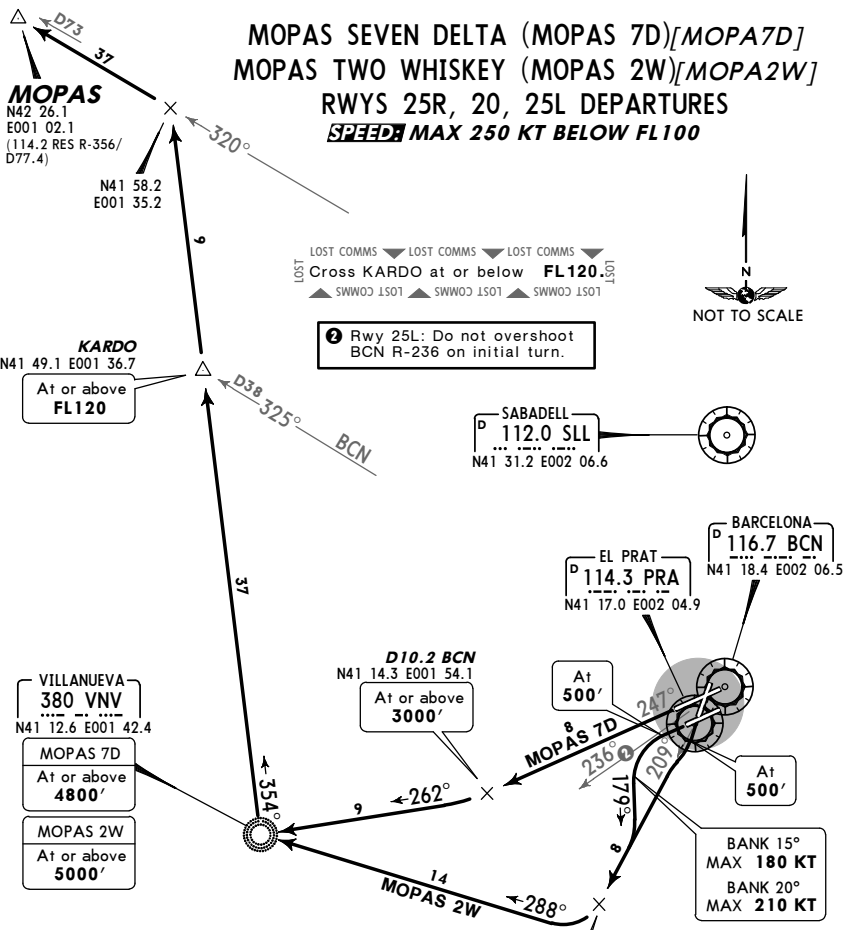 MOPAS SEVEN DELTA (MOPAS 7D)[MOPA7D]
MOPAS TWO WHISKEY (MOPAS 2W)[MOPA2W]
RWYS 25R, 20, 25L DEPARTURES
SPEED: MAX 250 KT BELOW FL100
D73
37
MOPAS
N42 26.1
E001 02.1
(114.2 RES R-356/
D77.4)
320°
N41 58.2
E001 35.2
9
LOST COMMS LOST COMMS LOST COMMS
LOST Cross KARDO at or below FL120. LOST
LOST COMMS LOST COMMS LOST COMMS
N
NOT TO SCALE
2 Rwy 25L: Do not overshoot
BCN R-236 on initial turn.
KARDO
N41 49.1 E001 36.7
At or above
FL120
D38
325°
BCN
SABADELL
D 112.0 SLL
N41 31.2 E002 06.6
BARCELONA
D 116.7 BCN
N41 18.4 E002 06.5
EL PRAT
D 114.3 PRA
N41 17.0 E002 04.9
37
D10.2 BCN
N41 14.3 E001 54.1
At or above
3000′
At
500′
247°
8
MOPAS 7D
236° 2
209°
At
500′
VILLANUEVA
380 VNV
N41 12.6 E001 42.4
MOPAS 7D
At or above
4800′
MOPAS 2W
At or above
5000′
354°
9
262°
179°
8
BANK 15°
MAX 180 KT
BANK 20°
MAX 210 KT
14
MOPAS 2W
288°